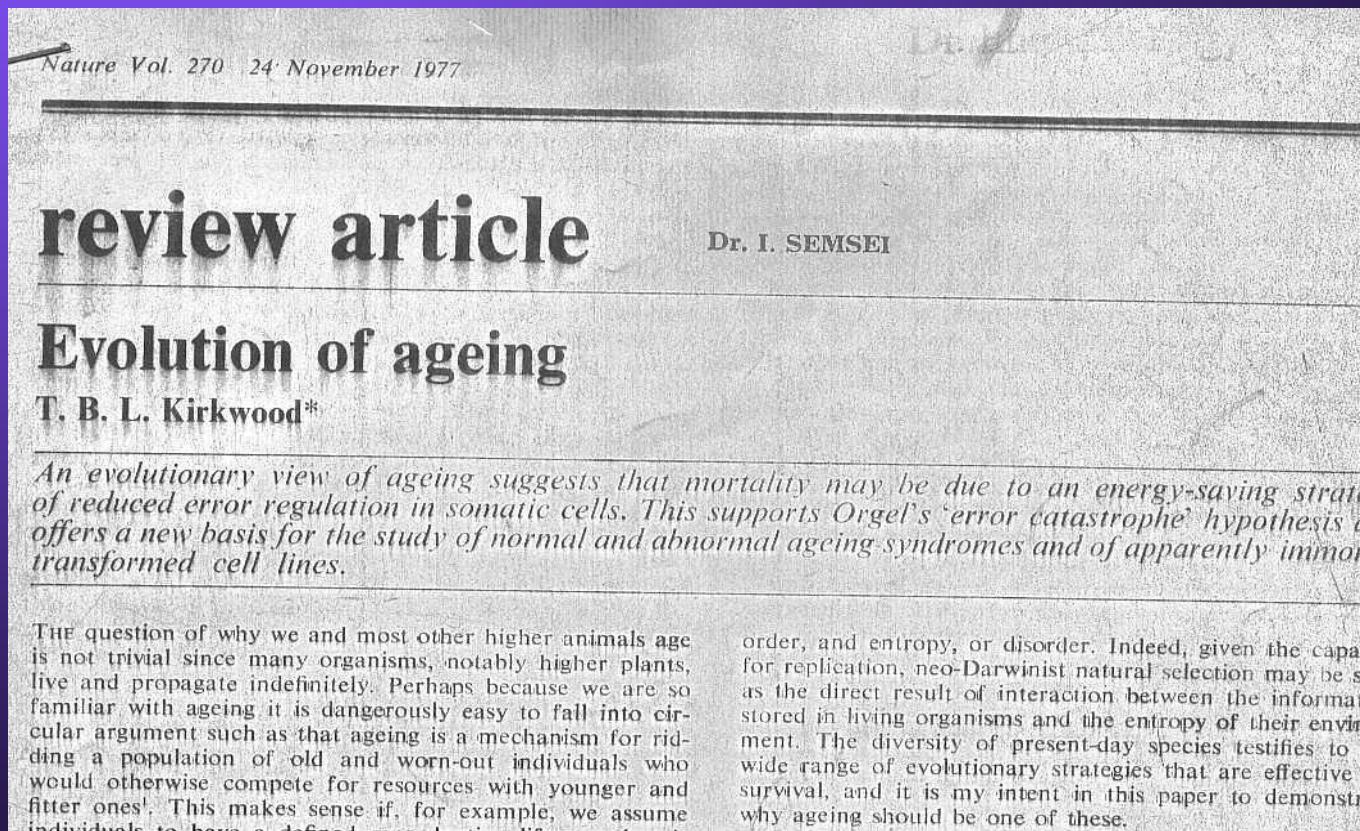 Nature Vol. 270 24 November 1977
review article
Dr. I. SEMSEI
Evolution of ageing
T. B. L. Kirkwood*
An evolutionary view of ageing suggests that mortality may be due to an energy-saving strat
of reduced error regulation in somatic cells. This supports Orgel's 'error catastrophe' hypothesis
offers a new basis for the study of normal and abnormal ageing syndromes and of apparently immo
transformed cell lines.
THE question of why we and most other higher animals age
is not trivial since many organisms, notably higher plants,
live and propagate indefinitely. Perhaps because we are so
familiar with ageing it is dangerously easy to fall into cir-
cular argument such as that ageing is a mechanism for rid-
ding a population of old and worn-out individuals who
would otherwise compete for resources with younger and
fitter ones¹. This makes sense if, for example, we assume
order, and entropy, or disorder. Indeed, given the capa
for replication, neo-Darwinist natural selection may be s
as the direct result of interaction between the informa
stored in living organisms and the entropy of their envi
ment. The diversity of present-day species testifies to
wide range of evolutionary strategies that are effective
survival, and it is my intent in this paper to demonst
why ageing should be one of these.